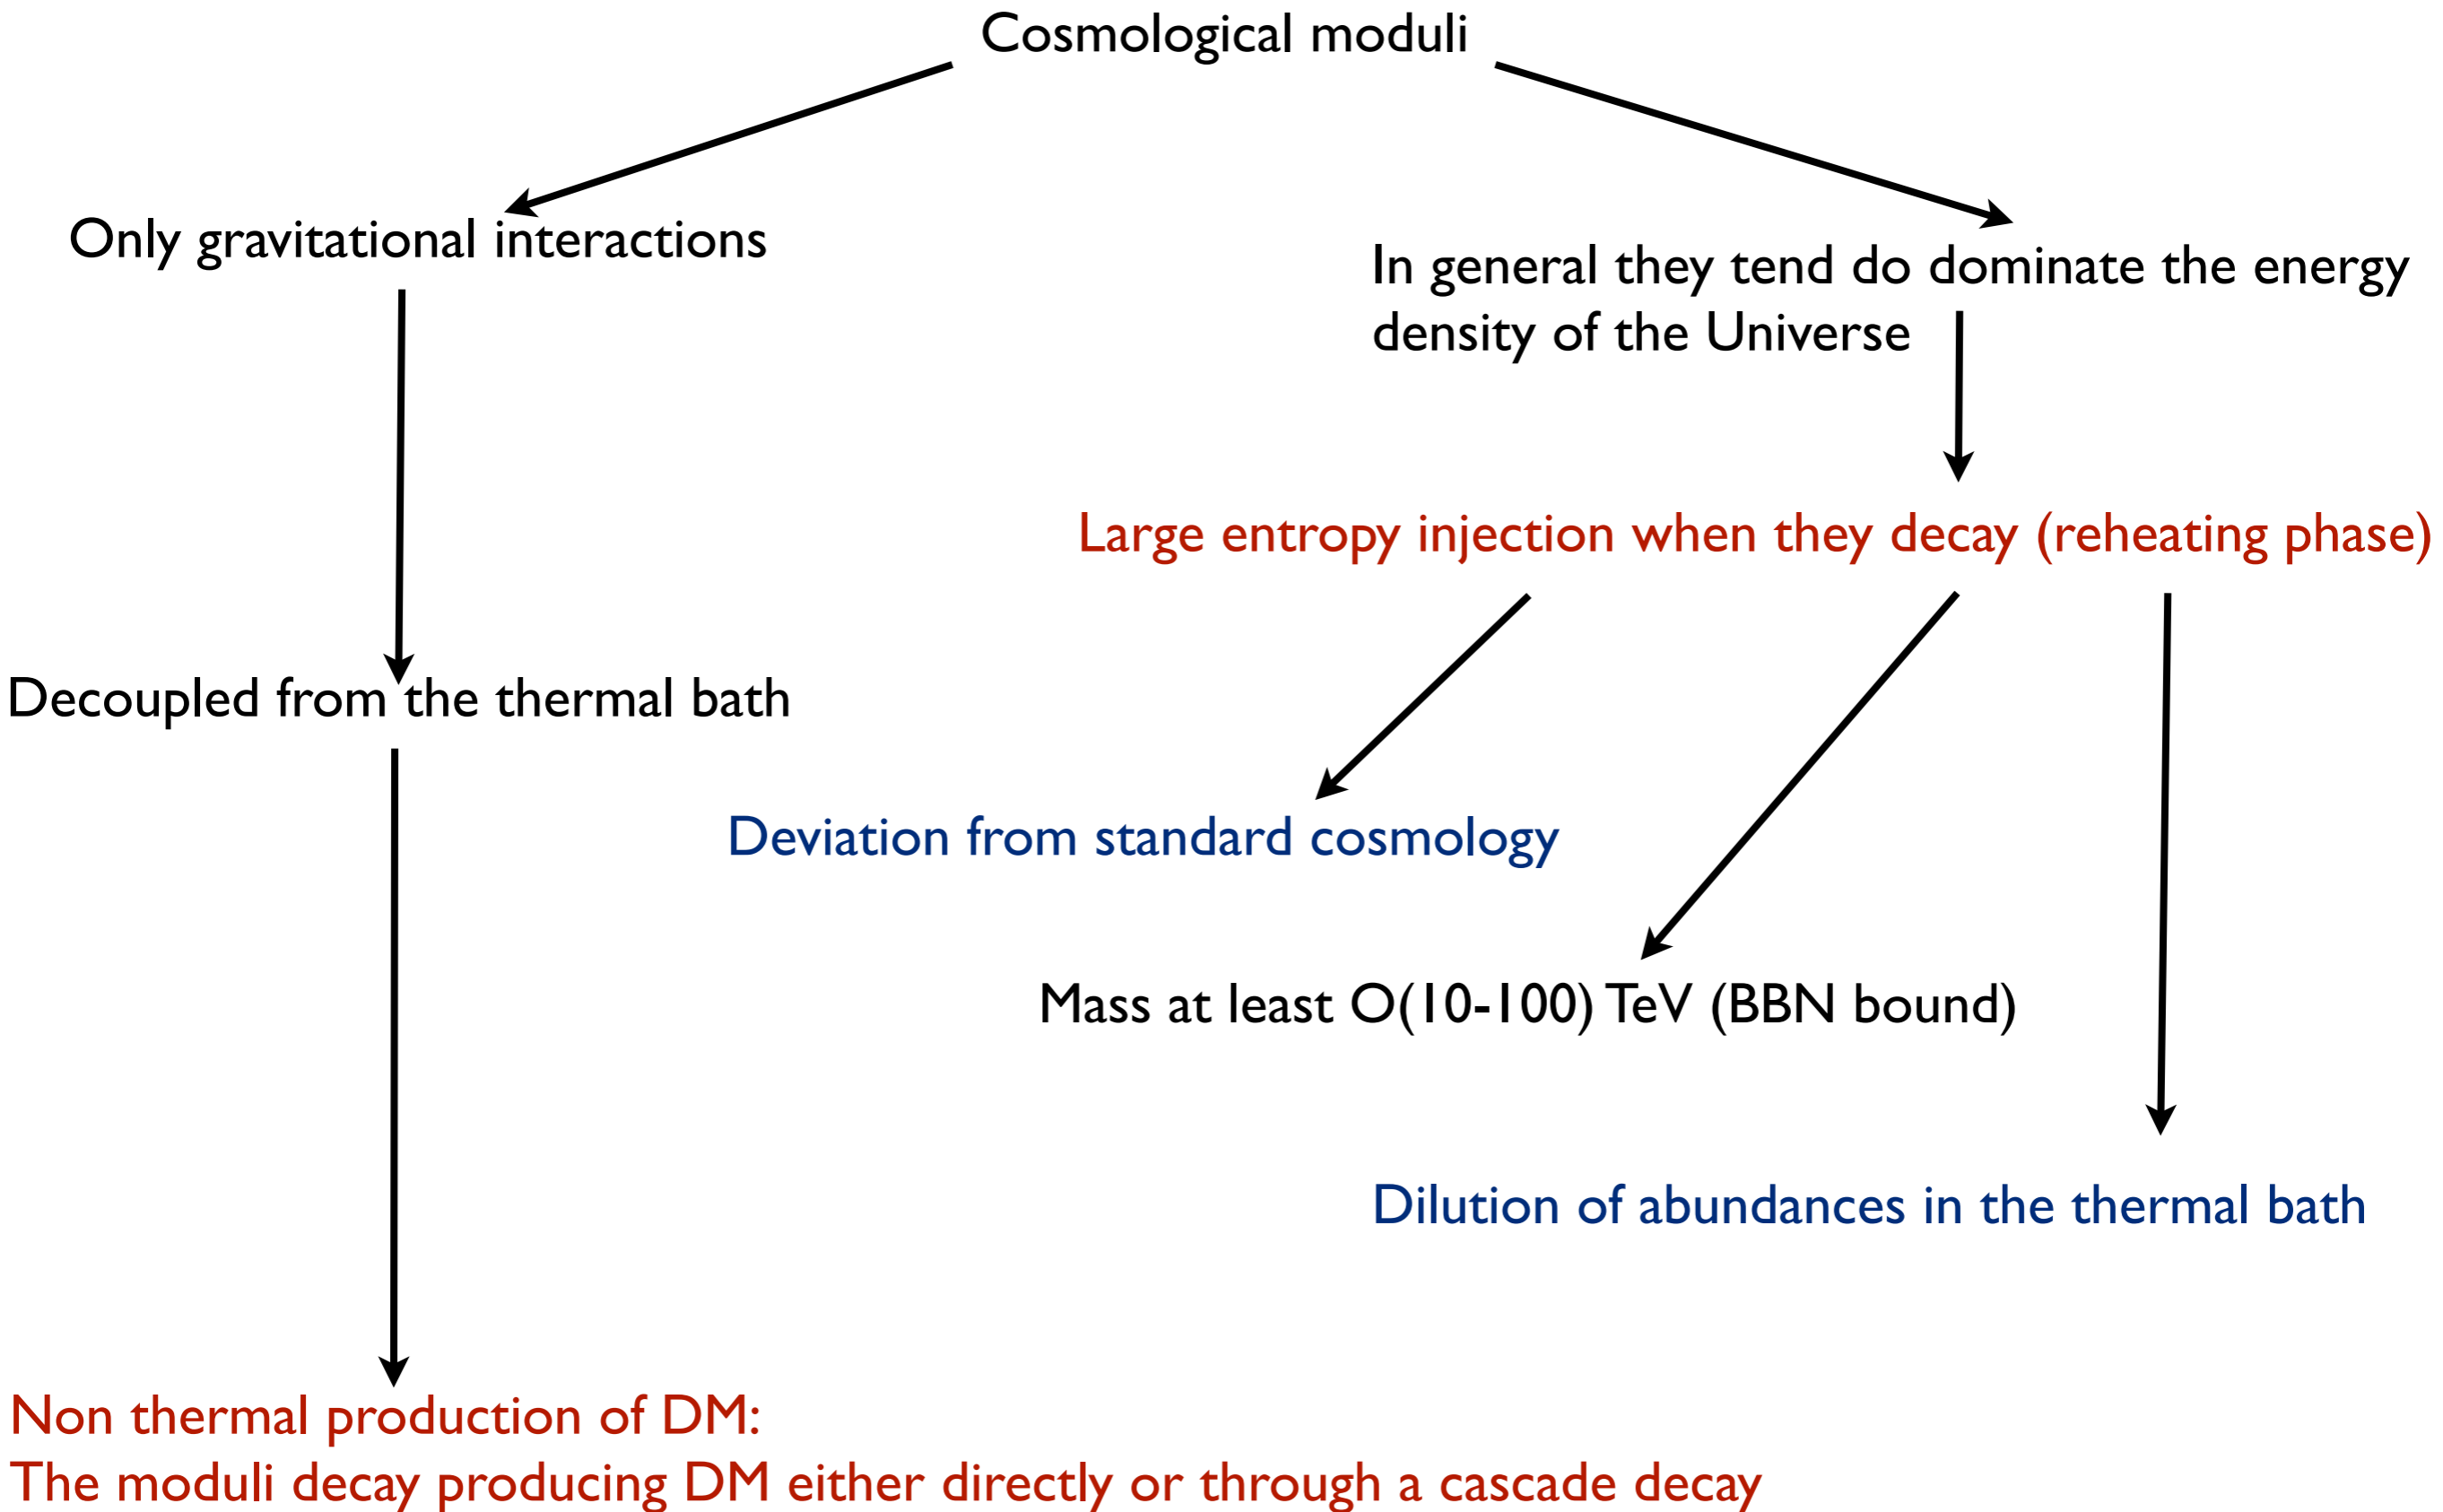 Cosmological moduli
Only gravitational interactions
In general they tend do dominate the energy
density of the Universe
Large entropy injection when they decay (reheating phase)
Decoupled from the thermal bath
Deviation from standard cosmology
Mass at least O(10-100) TeV (BBN bound)
Dilution of abundances in the thermal bath
Non thermal production of DM:
The moduli decay producing DM either directly or through a cascade decay